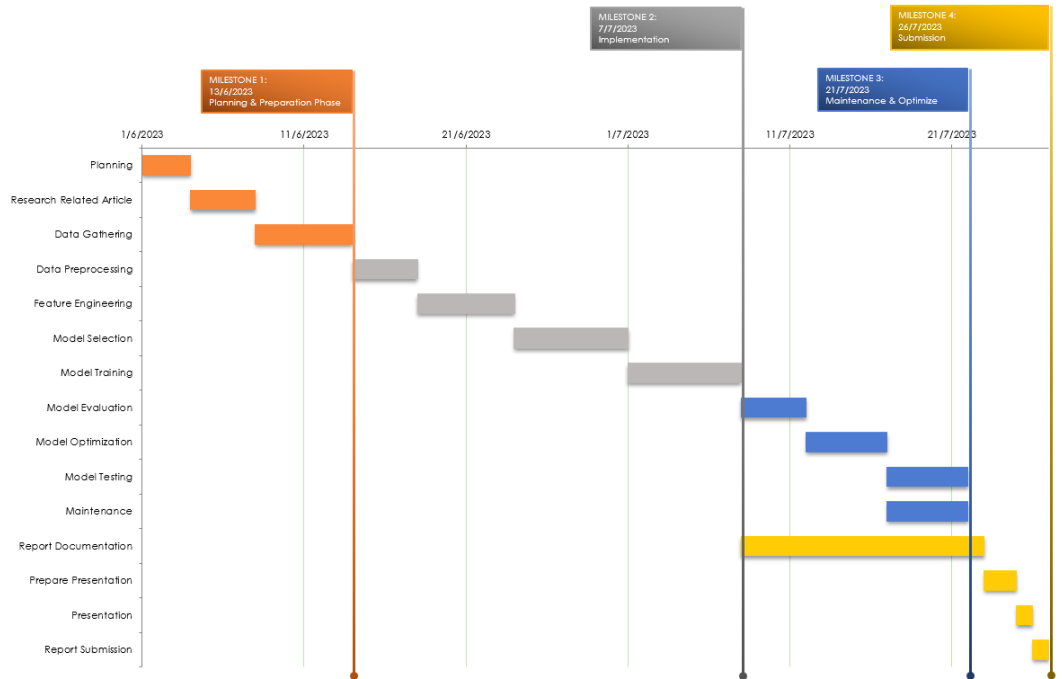 MILESTONE 2:
7/7/2023
Implementation
MILESTONE 4:
26/7/2023
Submission
MILESTONE 1:
13/6/2023
Planning & Preparation Phase
MILESTONE 3:
21/7/2023
Maintenance & Optimize
1/6/2023 11/6/2023 21/6/2023 1/7/2023 11/7/2023 21/7/2023
Planning
Research Related Article
Data Gathering
Data Preprocessing
Feature Engineering
Model Selection
Model Training
Model Evaluation
Model Optimization
Model Testing
Maintenance
Report Documentation
Prepare Presentation
Presentation
Report Submission